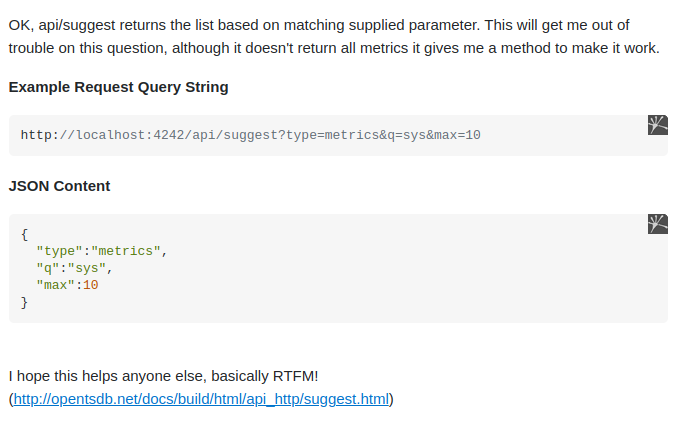 OK, api/suggest returns the list based on matching supplied parameter. This will get me out of
trouble on this question, although it doesn't return all metrics it gives me a method to make it work.
Example Request Query String
http://localhost:4242/api/suggest?type=metrics&q=sys&max=10
JSON Content
{
  "type":"metrics",
  "q":"sys",
  "max":10
}
I hope this helps anyone else, basically RTFM!
(http://opentsdb.net/docs/build/html/api_http/suggest.html)